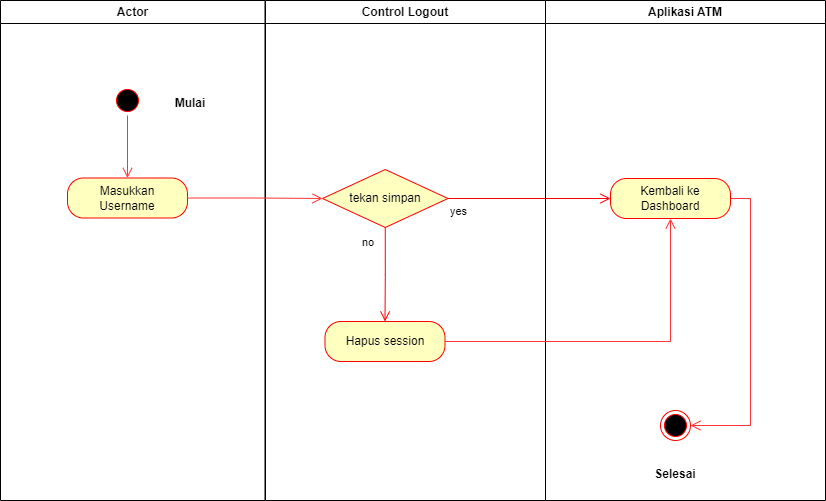 Actor
Control Logout
Aplikasi ATM
Mulai
Masukkan
Username
tekan simpan
yes
Kembali ke
Dashboard
no
Hapus session
Selesai